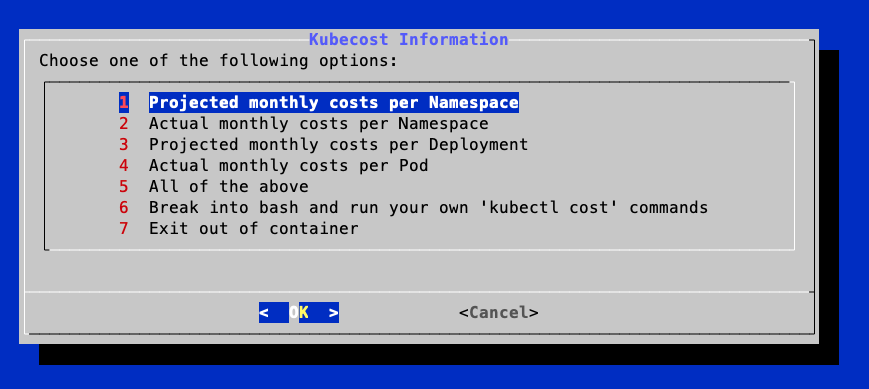 Kubecost Information
Choose one of the following options:
1 Projected monthly costs per Namespace
2 Actual monthly costs per Namespace
3 Projected monthly costs per Deployment
4 Actual monthly costs per Pod
5 All of the above
6 Break into bash and run your own 'kubectl cost' commands
7 Exit out of container
< OK > <Cancel>